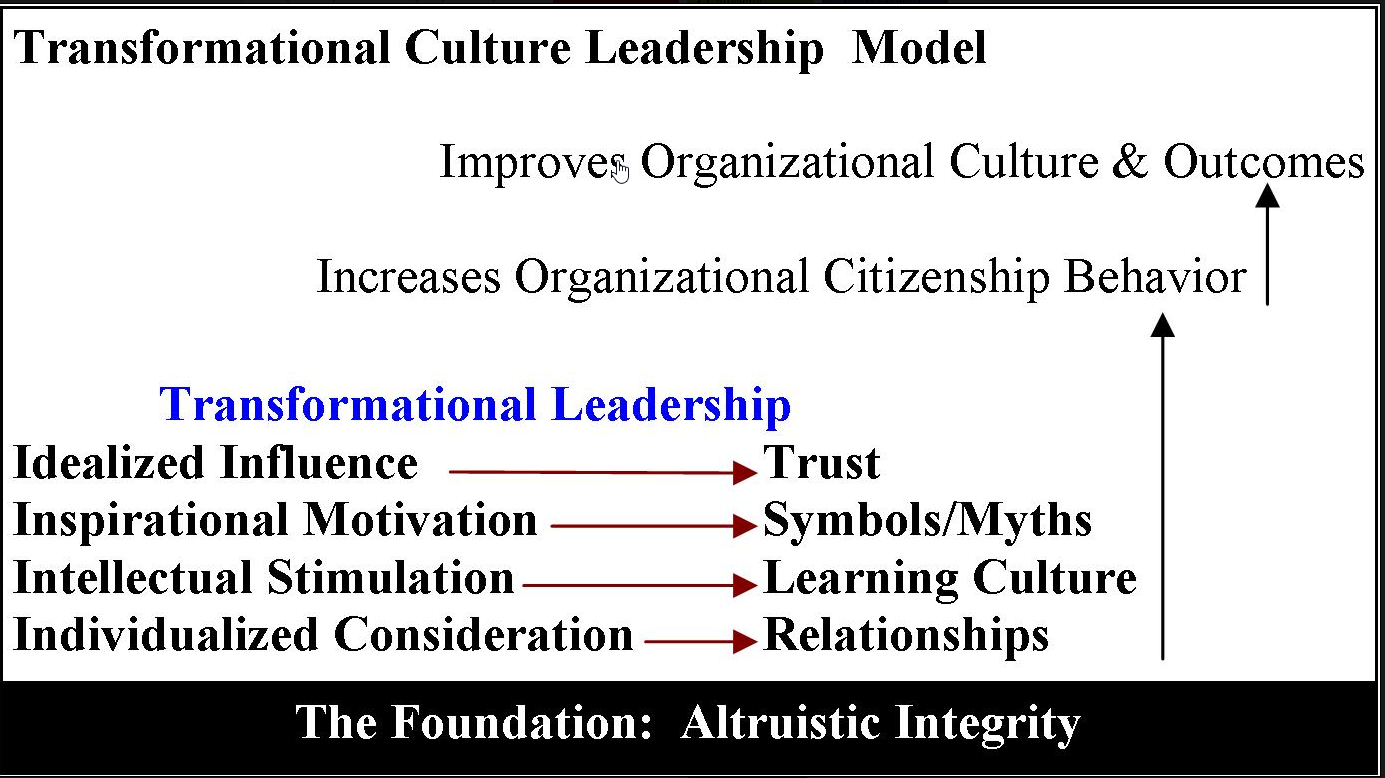 Transformational Culture Leadership Model
Improves Organizational Culture & Outcomes
Increases Organizational Citizenship Behavior
Transformational Leadership
Idealized Influence Trust
Inspirational Motivation Symbols/Myths
Intellectual Stimulation Learning Culture
Individualized Consideration Relationships
The Foundation: Altruistic Integrity